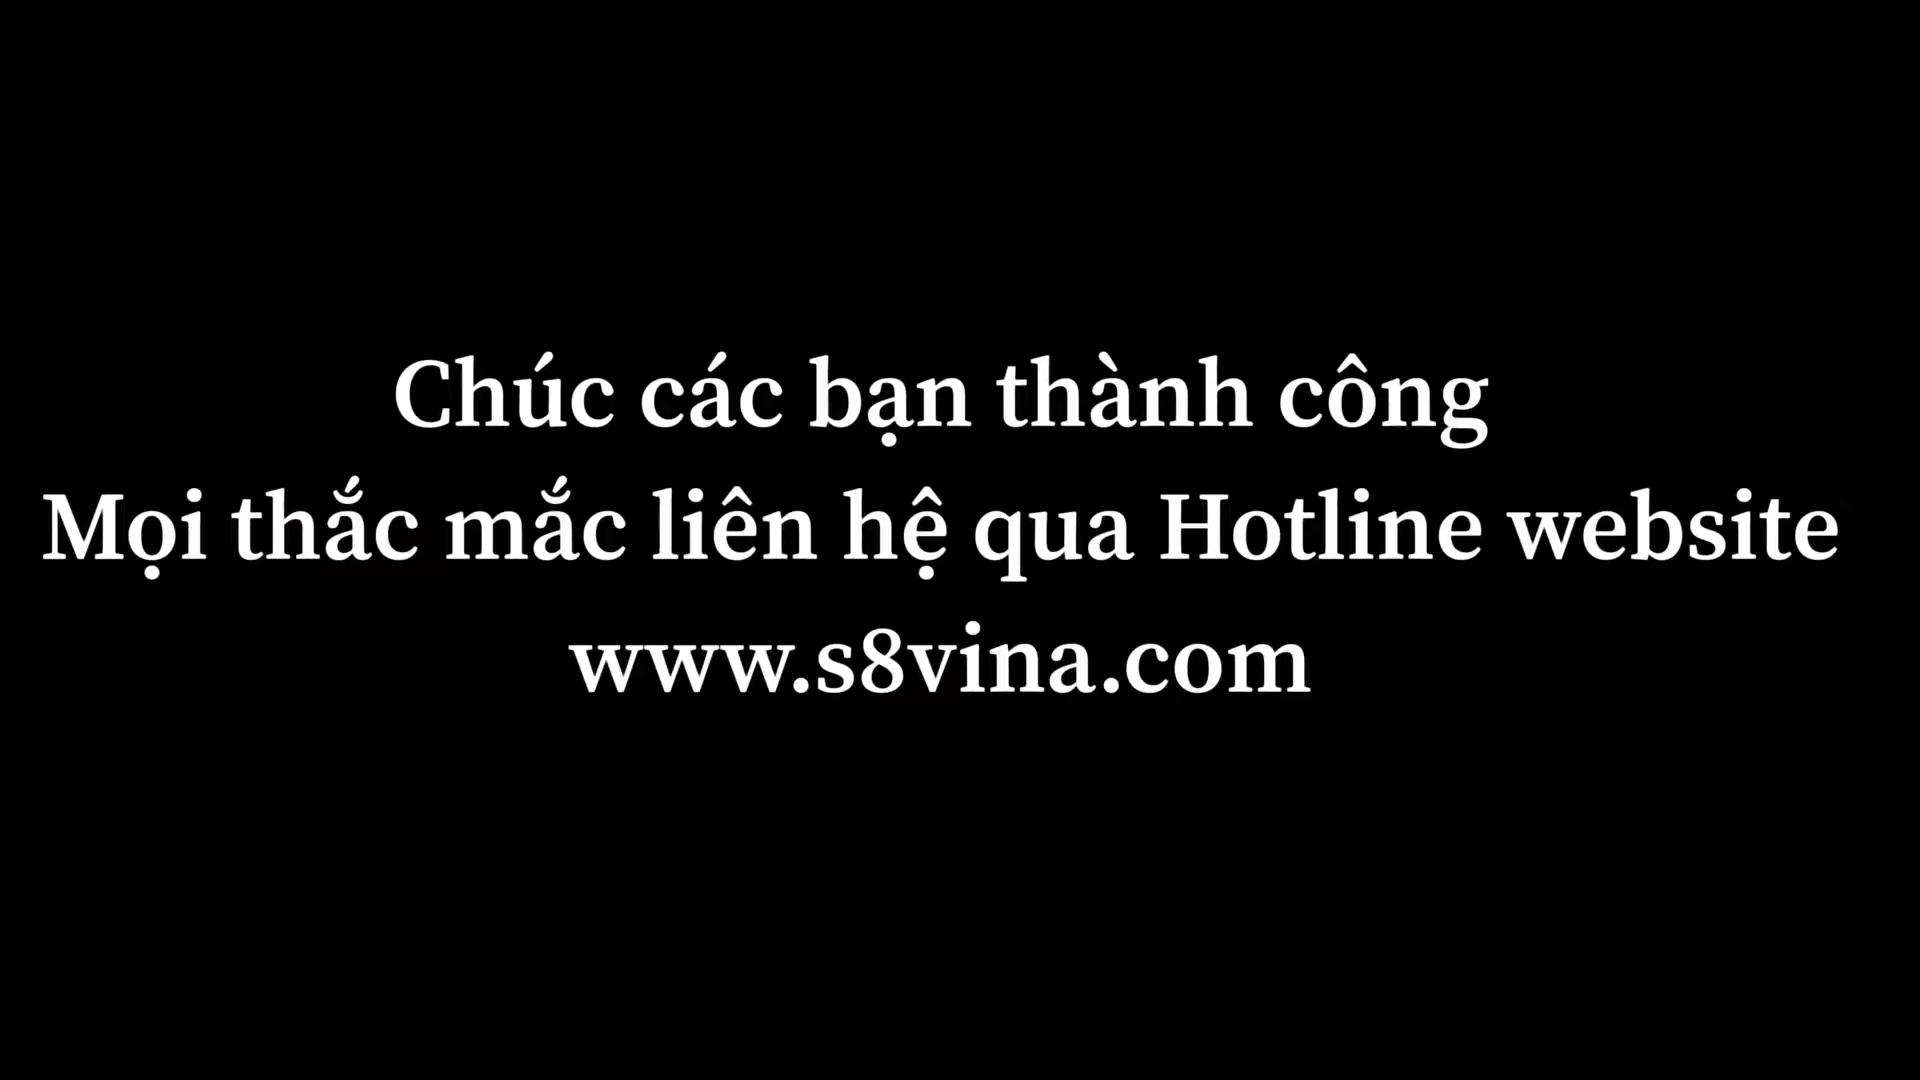 Chúc các bạn thành công
Mọi thắc mắc liên hệ qua Hotline website
www.s8vina.com